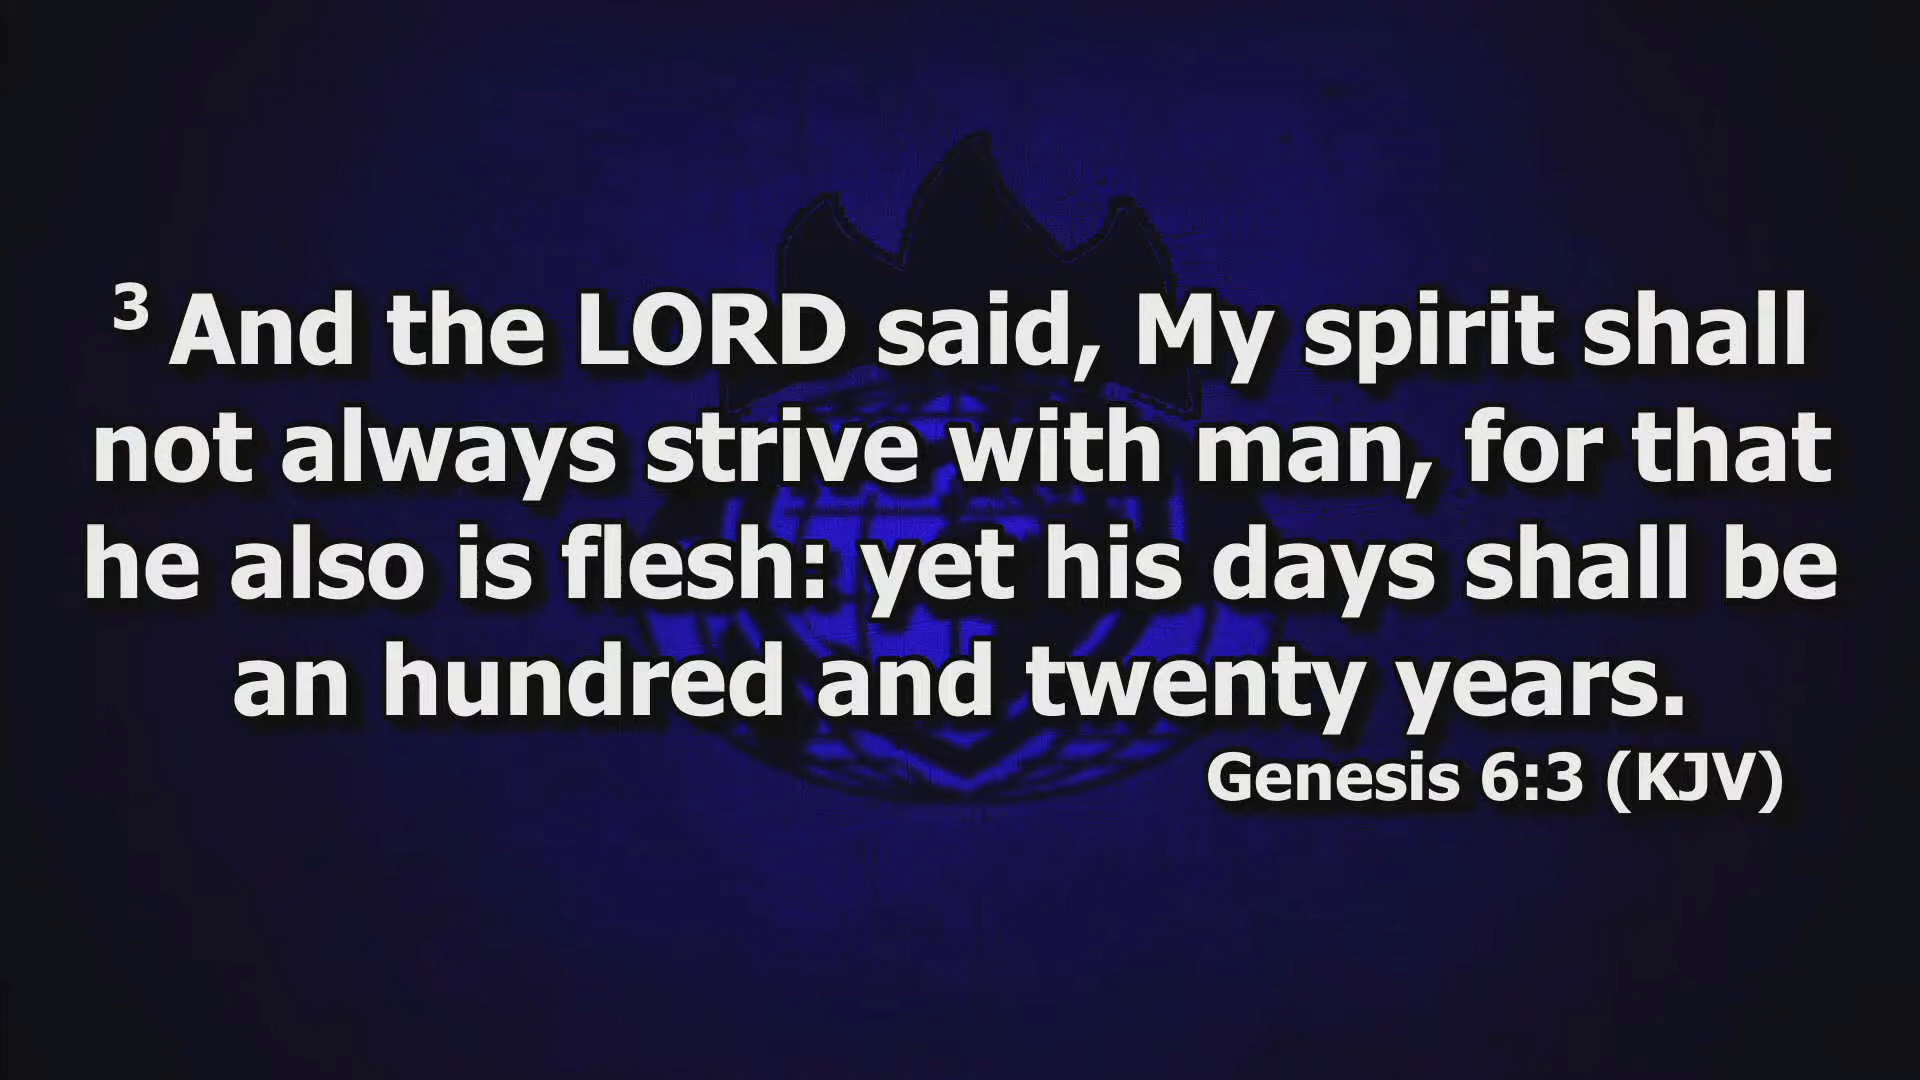 3 And the LORD said, My spirit shall
not always strive with man, for that
he also is flesh: yet his days shall be
an hundred and twenty years.
Genesis 6:3 (KJV)